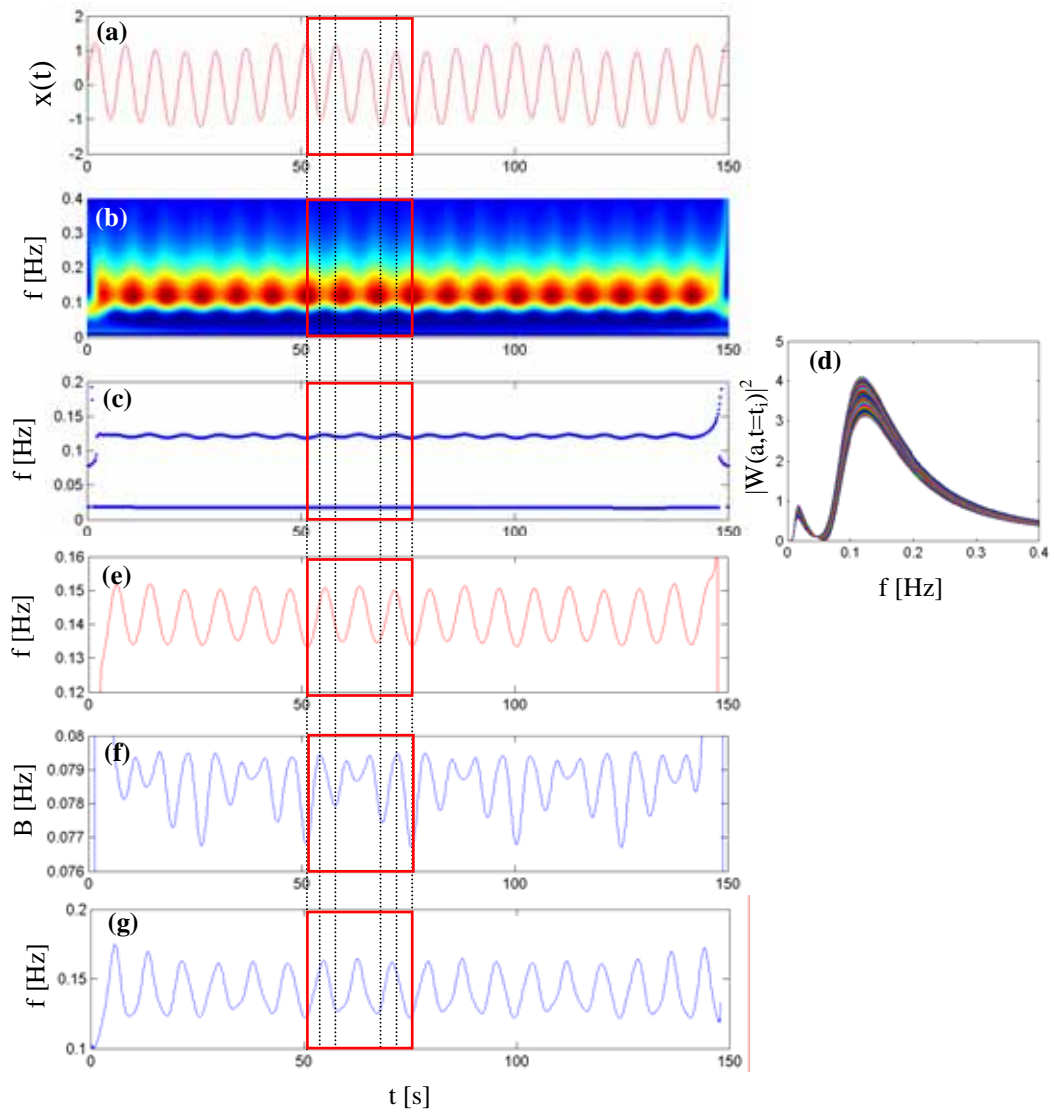 (a)
x(t)
2
1
0
-1
-2
0 50 100 150
(b)
f [Hz]
0.4
0.3
0.2
0.1
0
0 50 100 150
(c)
f [Hz]
0.2
0.15
0.1
0.05
0
0 50 100 150
(d)
|W(a,t=tᵢ)|²
5
4
3
2
1
0
0 0.1 0.2 0.3 0.4
f [Hz]
(e)
f [Hz]
0.16
0.15
0.14
0.13
0.12
0 50 100 150
(f)
B [Hz]
0.08
0.079
0.078
0.077
0.076
0 50 100 150
(g)
f [Hz]
0.2
0.15
0.1
0 50 100 150
t [s]